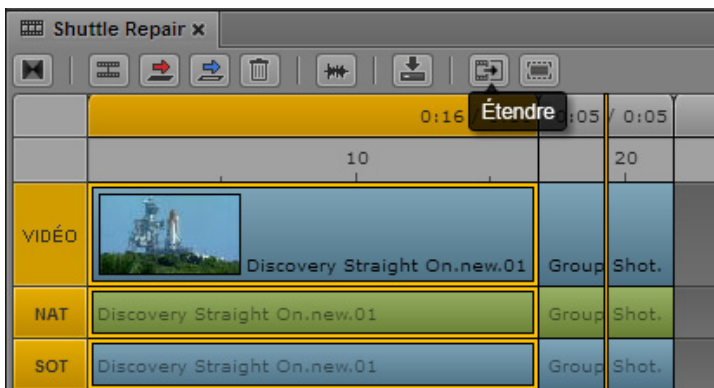 Shuttle Repair x
Étendre
0:16 / :05 / 0:05
10 20
VIDÉO Discovery Straight On.new.01 Group Shot.
NAT Discovery Straight On.new.01 Group Shot.
SOT Discovery Straight On.new.01 Group Shot.